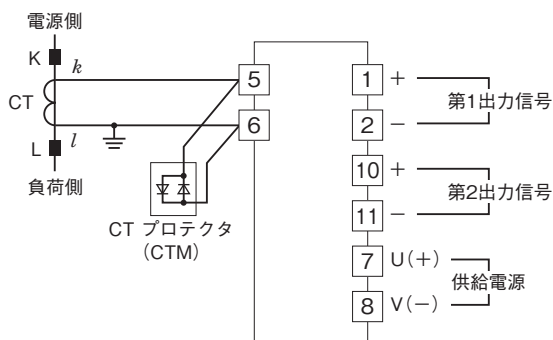 電源側
K
k
CT
l
L
負荷側
CT プロテクタ
(CTM)
5
6
1 +
2 −
第1出力信号
10 +
11 −
第2出力信号
7 U(+)
8 V(−)
供給電源